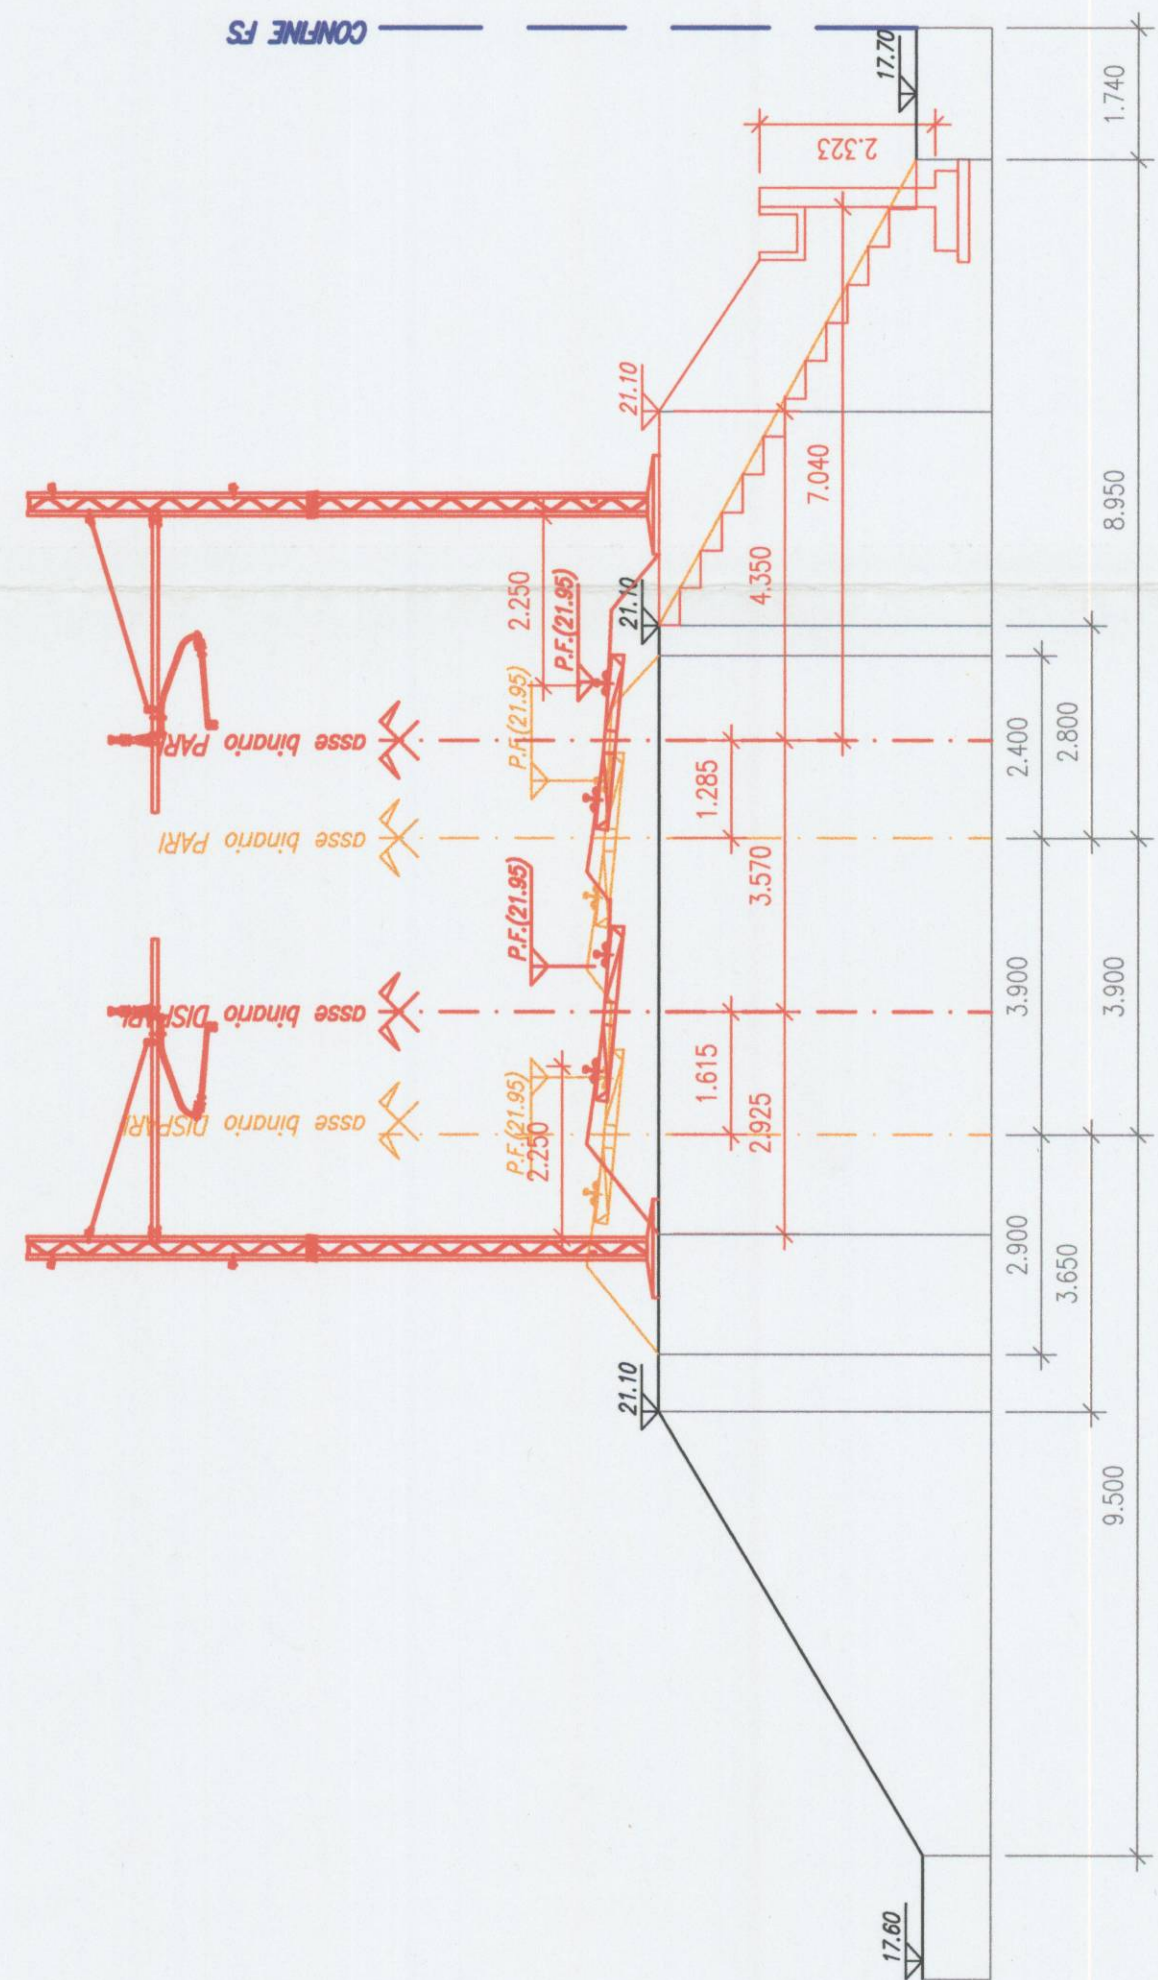 CONFINE FS
17.70
1.740
2.323
21.10
7.040
8.950
4.350
2.250
P.F.(21.95)
21.10
P.F.(21.95)
asse binario PARI
2.400
2.800
1.285
asse binario PARI
3.570
P.F.(21.95)
asse binario DISPARI
3.900
3.900
1.615
P.F.(21.95)
2.250
asse binario DISPARI
2.925
2.900
3.650
21.10
9.500
17.60